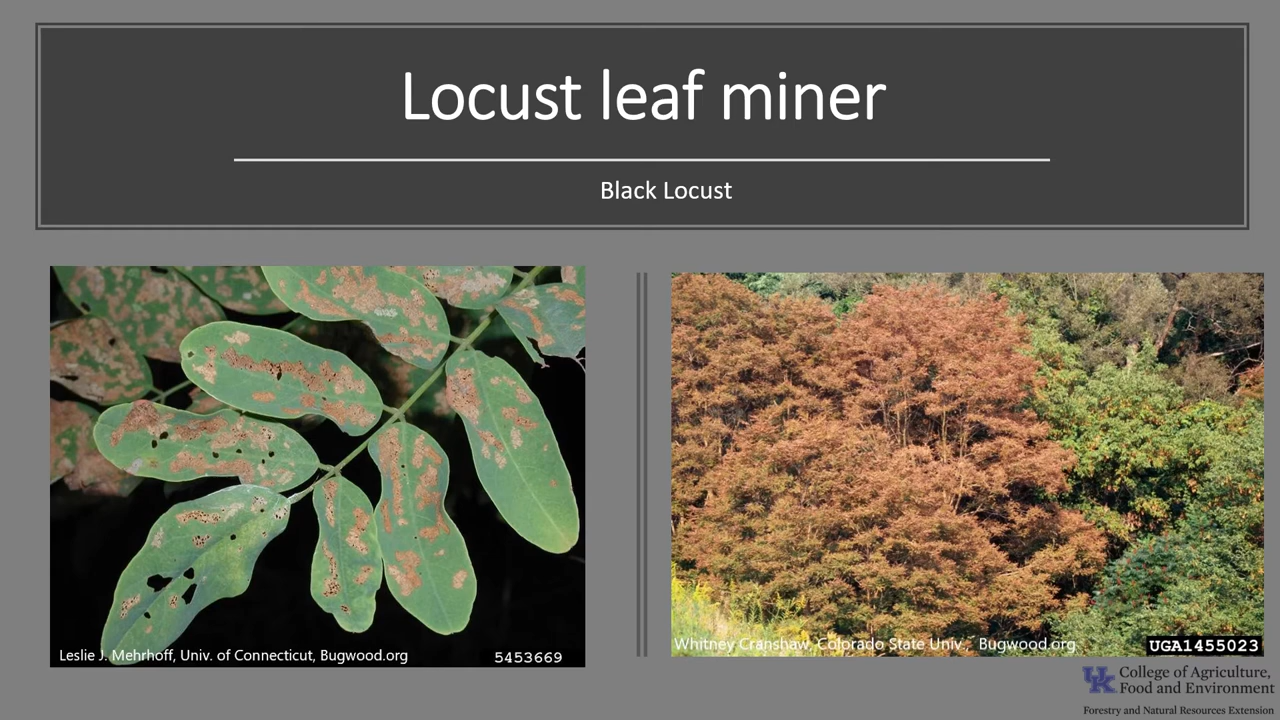 Locust leaf miner
Black Locust
Leslie J. Mehrhoff, Univ. of Connecticut, Bugwood.org
5453669
Whitney Cranshaw, Colorado State Univ., Bugwood.org
UGA1455023
UK
College of Agriculture,
Food and Environment
Forestry and Natural Resources Extension